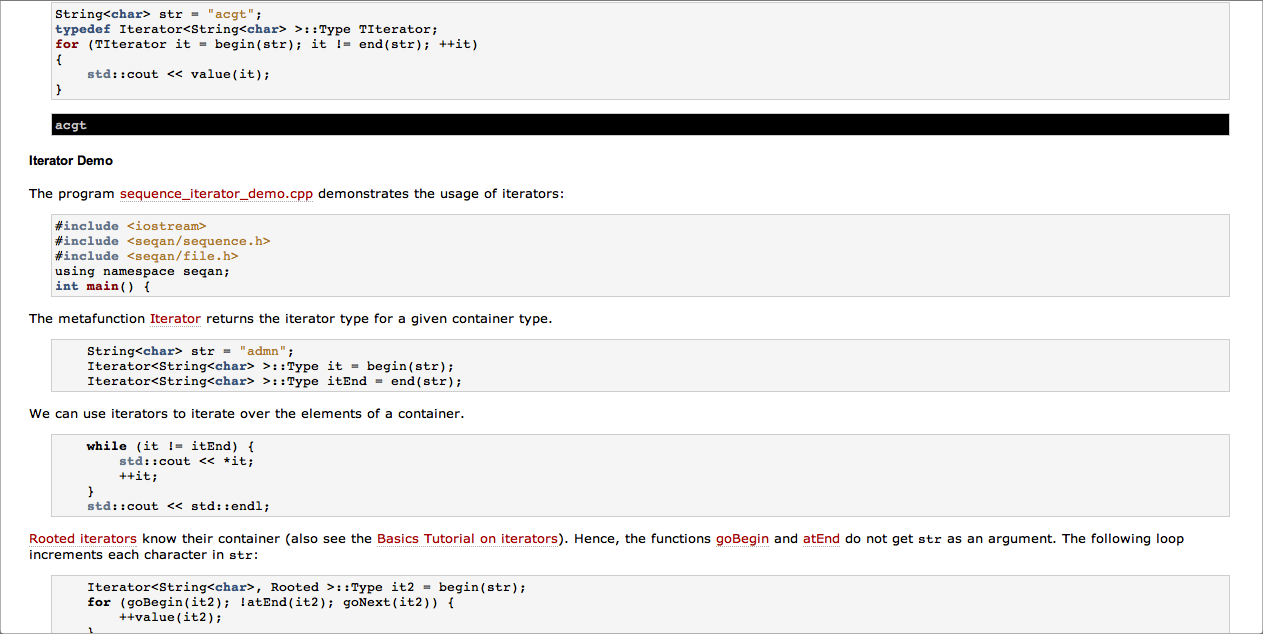 String<char> str = "acgt";
typedef Iterator<String<char> >::Type TIterator;
for (TIterator it = begin(str); it != end(str); ++it)
{
    std::cout << value(it);
}
acgt
Iterator Demo
The program sequence_iterator_demo.cpp demonstrates the usage of iterators:
#include <iostream>
#include <seqan/sequence.h>
#include <seqan/file.h>
using namespace seqan;
int main() {
The metafunction Iterator returns the iterator type for a given container type.
    String<char> str = "admn";
    Iterator<String<char> >::Type it = begin(str);
    Iterator<String<char> >::Type itEnd = end(str);
We can use iterators to iterate over the elements of a container.
    while (it != itEnd) {
        std::cout << *it;
        ++it;
    }
    std::cout << std::endl;
Rooted iterators know their container (also see the Basics Tutorial on iterators). Hence, the functions goBegin and atEnd do not get str as an argument. The following loop
increments each character in str:
    Iterator<String<char>, Rooted >::Type it2 = begin(str);
    for (goBegin(it2); !atEnd(it2); goNext(it2)) {
        ++value(it2);
    }